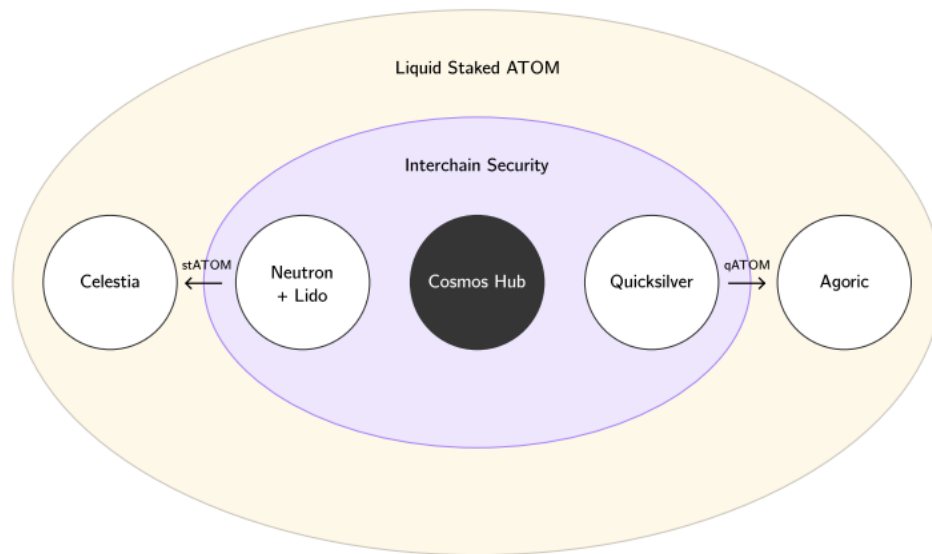 Liquid Staked ATOM
Interchain Security
Celestia
stATOM
Neutron
+ Lido
Cosmos Hub
Quicksilver
qATOM
Agoric